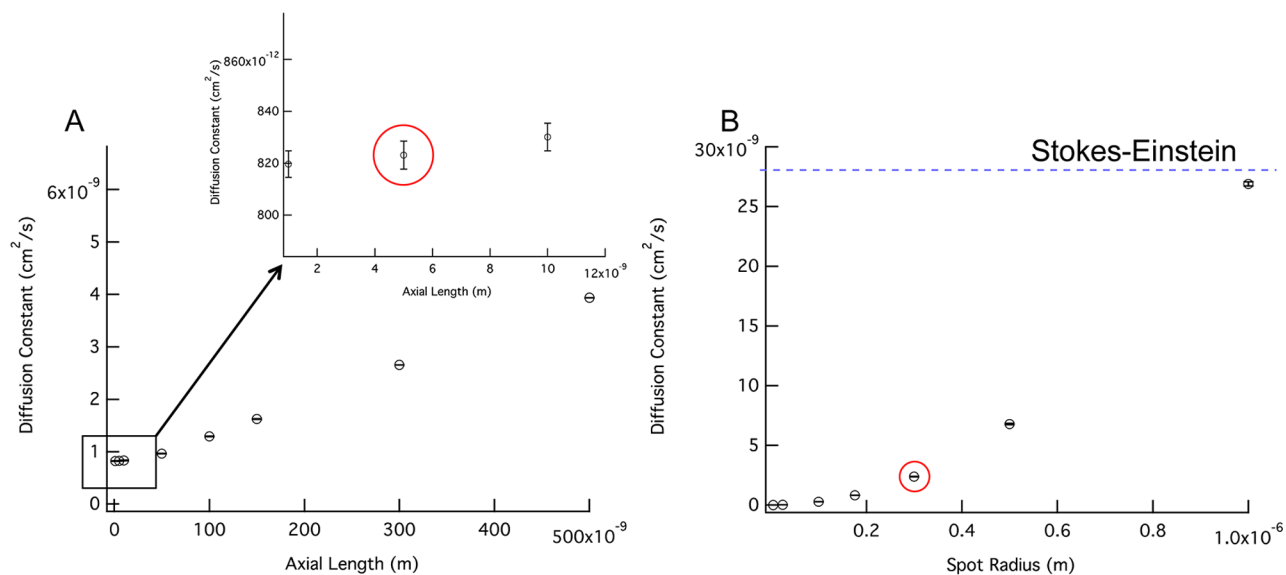 A
Diffusion Constant (cm²/s)
6x10⁻⁹
5
4
3
2
1
0
0 100 200 300 400 500x10⁻⁹
Axial Length (m)
Diffusion Constant (cm²/s)
860x10⁻¹²
840
820
800
2 4 6 8 10 12x10⁻⁹
Axial Length (m)
B
Stokes-Einstein
Diffusion Constant (cm²/s)
30x10⁻⁹
25
20
15
10
5
0
0.2 0.4 0.6 0.8 1.0x10⁻⁶
Spot Radius (m)